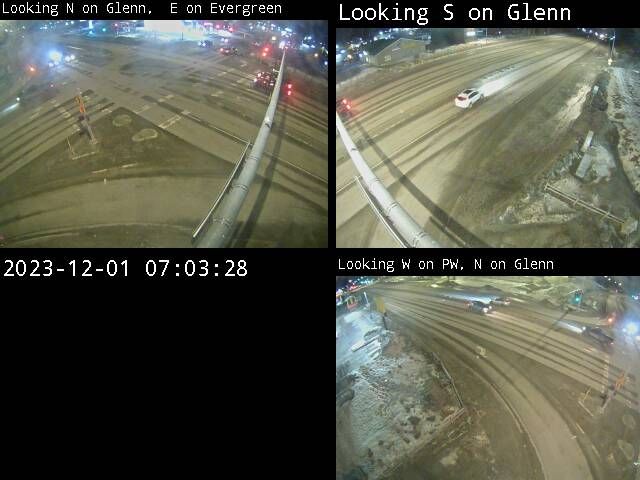 Looking N on Glenn,  E on Evergreen
Looking S on Glenn
2023-12-01 07:03:28
Looking W on PW, N on Glenn